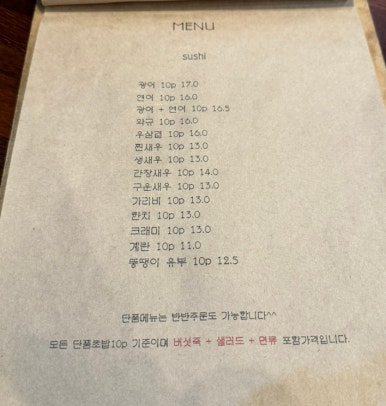 MENU
sushi
광어 10p 17.0
연어 10p 16.0
광어 + 연어 10p 16.5
와규 10p 16.0
우삼겹 10p 16.0
찐새우 10p 13.0
생새우 10p 13.0
간장새우 10p 14.0
구운새우 10p 13.0
가리비 10p 13.0
한치 10p 13.0
크래미 10p 13.0
계란 10p 11.0
뚱땡이 유부 10p 12.5
단품메뉴는 반반주문도 가능합니다^^
모든 단품초밥10p 기준이며 버섯죽 + 샐러드 + 면류 포함가격입니다.